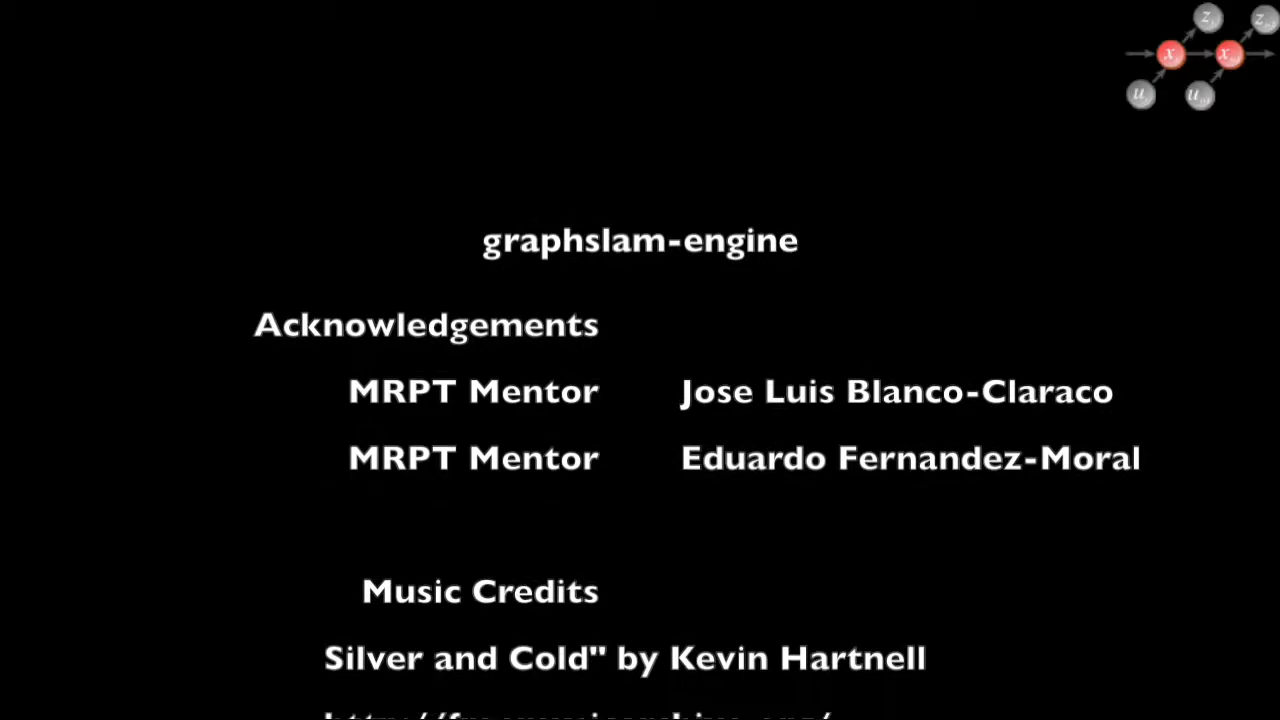 z z
x x
u u
graphslam-engine
Acknowledgements
MRPT Mentor Jose Luis Blanco-Claraco
MRPT Mentor Eduardo Fernandez-Moral
Music Credits
Silver and Cold" by Kevin Hartnell